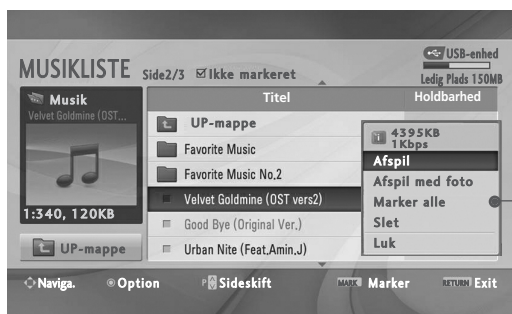 USB-enhed
MUSIKLISTE Side2/3 Ikke markeret
Ledig Plads 150MB
Musik
Velvet Goldmine (OST...
1:340, 120KB
UP-mappe
Titel Holdbarhed
UP-mappe
Favorite Music
Favorite Music No.2
Velvet Goldmine (OST vers2)
Good Bye (Original Ver.)
Urban Nite (Feat,Amin,J)
4395KB
1Kbps
Afspil
Afspil med foto
Marker alle
Slet
Luk
Naviga. Option P Sideskift MARK Marker RETURN Exit